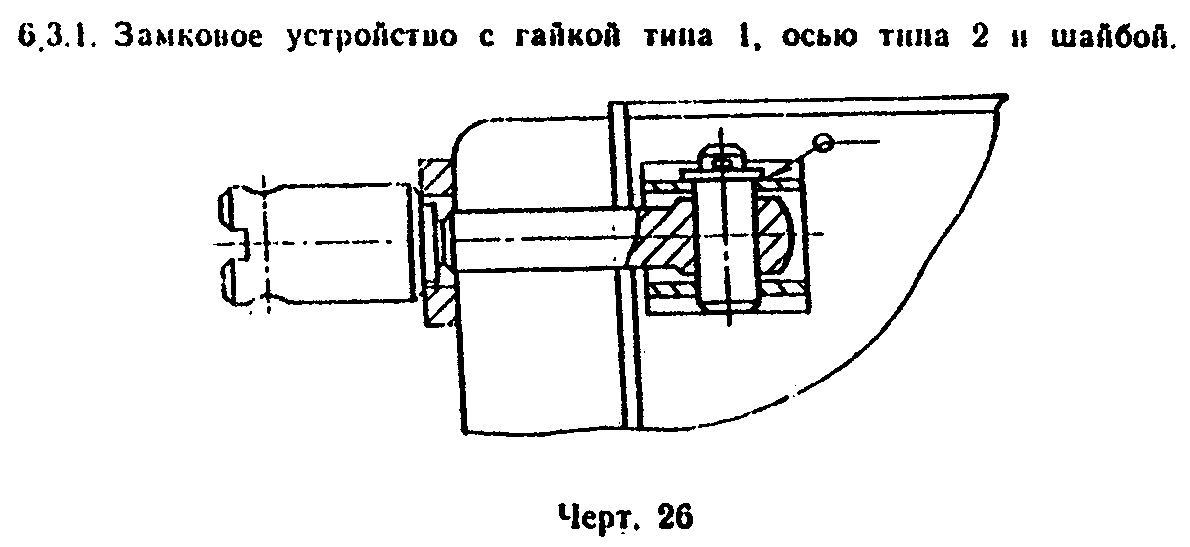 6.3.1. Замковое устройство с гайкой типа 1, осью типа 2 и шайбой.
Черт. 26